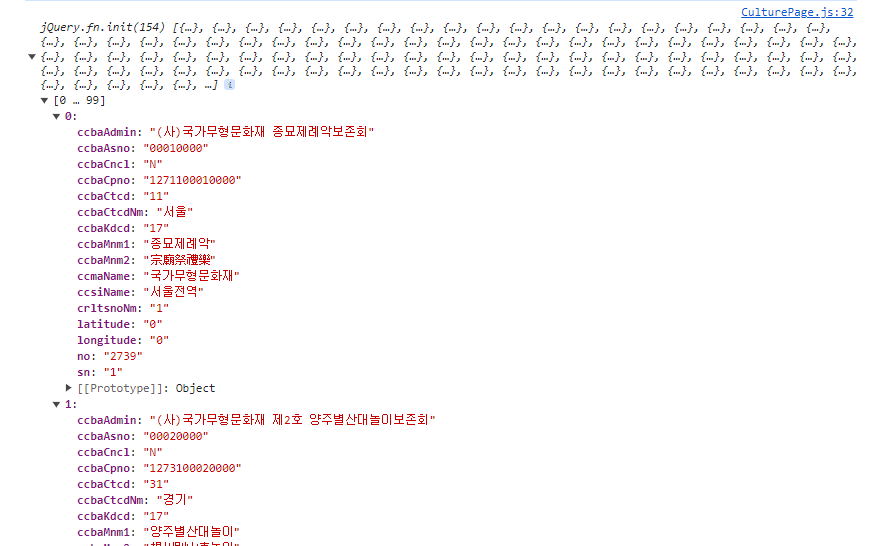 CulturePage.js:32
jQuery.fn.init(154) [{…}, {…}, {…}, {…}, {…}, {…}, {…}, {…}, {…}, {…}, {…}, {…}, {…}, {…}, {…}, {…}, {…}, {…}, {…}, {…},
{…}, {…}, {…}, {…}, {…}, {…}, {…}, {…}, {…}, {…}, {…}, {…}, {…}, {…}, {…}, {…}, {…}, {…}, {…}, {…}, {…}, {…}, {…}, {…}, {…},
{…}, {…}, {…}, {…}, {…}, {…}, {…}, {…}, {…}, {…}, {…}, {…}, {…}, {…}, {…}, {…}, {…}, {…}, {…}, {…}, {…}, {…}, {…}, {…}, {…},
{…}, {…}, {…}, {…}, {…}, {…}, {…}, {…}, {…}, {…}, {…}, {…}, {…}, {…}, {…}, {…}, {…}, {…}, {…}, {…}, {…}, {…}, {…}, {…}, {…},
{…}, {…}, {…}, {…}, {…}, …] i
[0 … 99]
0:
ccbaAdmin: "(사)국가무형문화재 종묘제례악보존회"
ccbaAsno: "00010000"
ccbaCncl: "N"
ccbaCpno: "1271100010000"
ccbaCtcd: "11"
ccbaCtcdNm: "서울"
ccbaKdcd: "17"
ccbaMnm1: "종묘제례악"
ccbaMnm2: "宗廟祭禮樂"
ccmaName: "국가무형문화재"
ccsiName: "서울전역"
crltsnoNm: "1"
latitude: "0"
longitude: "0"
no: "2739"
sn: "1"
[[Prototype]]: Object
1:
ccbaAdmin: "(사)국가무형문화재 제2호 양주별산대놀이보존회"
ccbaAsno: "00020000"
ccbaCncl: "N"
ccbaCpno: "1273100020000"
ccbaCtcd: "31"
ccbaCtcdNm: "경기"
ccbaKdcd: "17"
ccbaMnm1: "양주별산대놀이"